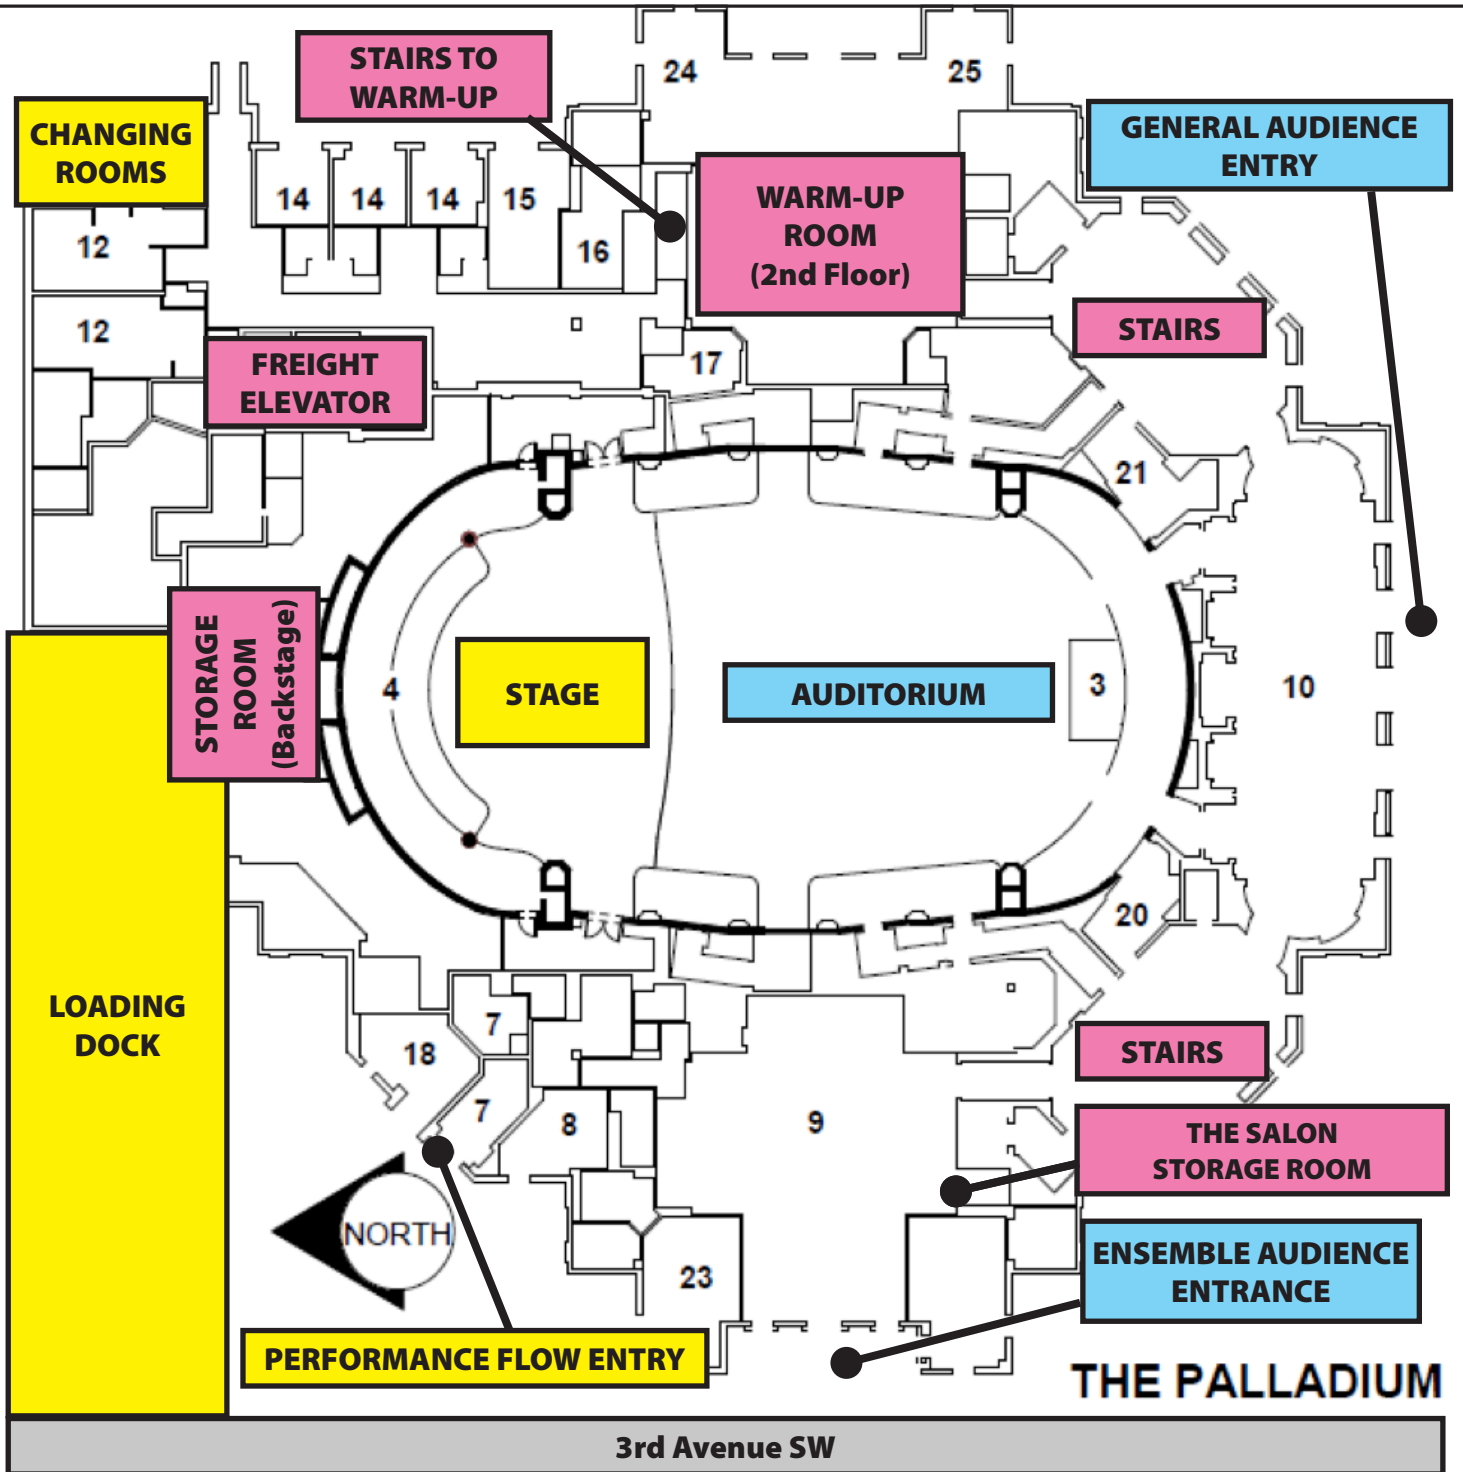 STAIRS TO
WARM-UP
24
25
CHANGING
ROOMS
GENERAL AUDIENCE
ENTRY
14
14
14
15
16
WARM-UP
ROOM
(2nd Floor)
12
12
STAIRS
FREIGHT
ELEVATOR
17
21
STORAGE
ROOM
(Backstage)
4
STAGE
AUDITORIUM
3
10
20
LOADING
DOCK
7
18
STAIRS
7
8
9
THE SALON
STORAGE ROOM
NORTH
23
ENSEMBLE AUDIENCE
ENTRANCE
PERFORMANCE FLOW ENTRY
THE PALLADIUM
3rd Avenue SW